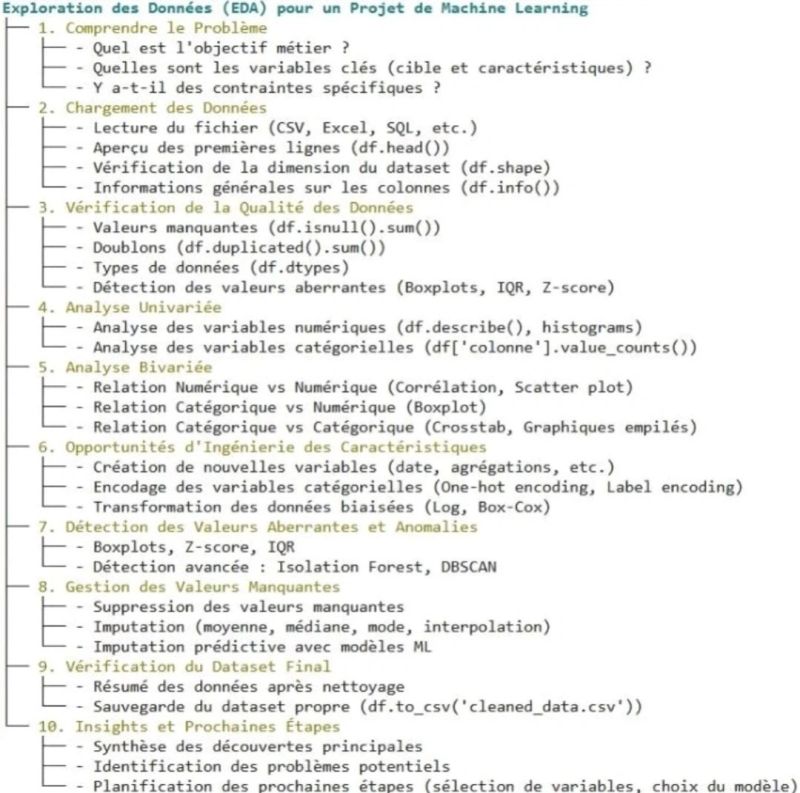 Exploration des Données (EDA) pour un Projet de Machine Learning
1. Comprendre le Problème
- Quel est l'objectif métier ?
- Quelles sont les variables clés (cible et caractéristiques) ?
- Y a-t-il des contraintes spécifiques ?
2. Chargement des Données
- Lecture du fichier (CSV, Excel, SQL, etc.)
- Aperçu des premières lignes (df.head())
- Vérification de la dimension du dataset (df.shape)
- Informations générales sur les colonnes (df.info())
3. Vérification de la Qualité des Données
- Valeurs manquantes (df.isnull().sum())
- Doublons (df.duplicated().sum())
- Types de données (df.dtypes)
- Détection des valeurs aberrantes (Boxplots, IQR, Z-score)
4. Analyse Univariée
- Analyse des variables numériques (df.describe(), histograms)
- Analyse des variables catégorielles (df['colonne'].value_counts())
5. Analyse Bivariée
- Relation Numérique vs Numérique (Corrélation, Scatter plot)
- Relation Catégorique vs Numérique (Boxplot)
- Relation Catégorique vs Catégorique (Crosstab, Graphiques empilés)
6. Opportunités d'Ingénierie des Caractéristiques
- Création de nouvelles variables (date, agrégations, etc.)
- Encodage des variables catégorielles (One-hot encoding, Label encoding)
- Transformation des données biaisées (Log, Box-Cox)
7. Détection des Valeurs Aberrantes et Anomalies
- Boxplots, Z-score, IQR
- Détection avancée : Isolation Forest, DBSCAN
8. Gestion des Valeurs Manquantes
- Suppression des valeurs manquantes
- Imputation (moyenne, médiane, mode, interpolation)
- Imputation prédictive avec modèles ML
9. Vérification du Dataset Final
- Résumé des données après nettoyage
- Sauvegarde du dataset propre (df.to_csv('cleaned_data.csv'))
10. Insights et Prochaines Étapes
- Synthèse des découvertes principales
- Identification des problèmes potentiels
- Planification des prochaines étapes (sélection de variables, choix du modèle)